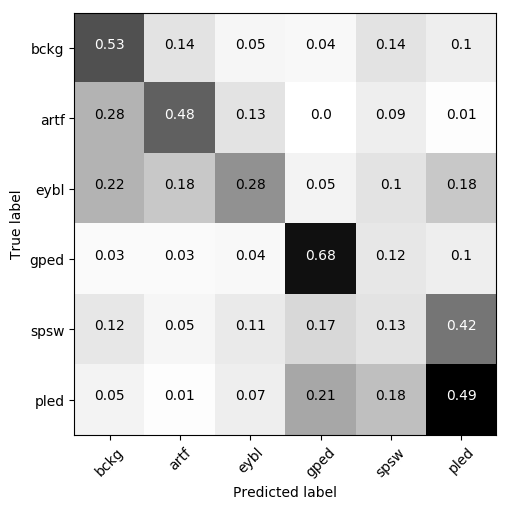 True label
bckg 0.53 0.14 0.05 0.04 0.14 0.1
artf 0.28 0.48 0.13 0.0 0.09 0.01
eybl 0.22 0.18 0.28 0.05 0.1 0.18
gped 0.03 0.03 0.04 0.68 0.12 0.1
spsw 0.12 0.05 0.11 0.17 0.13 0.42
pled 0.05 0.01 0.07 0.21 0.18 0.49
bckg artf eybl gped spsw pled
Predicted label